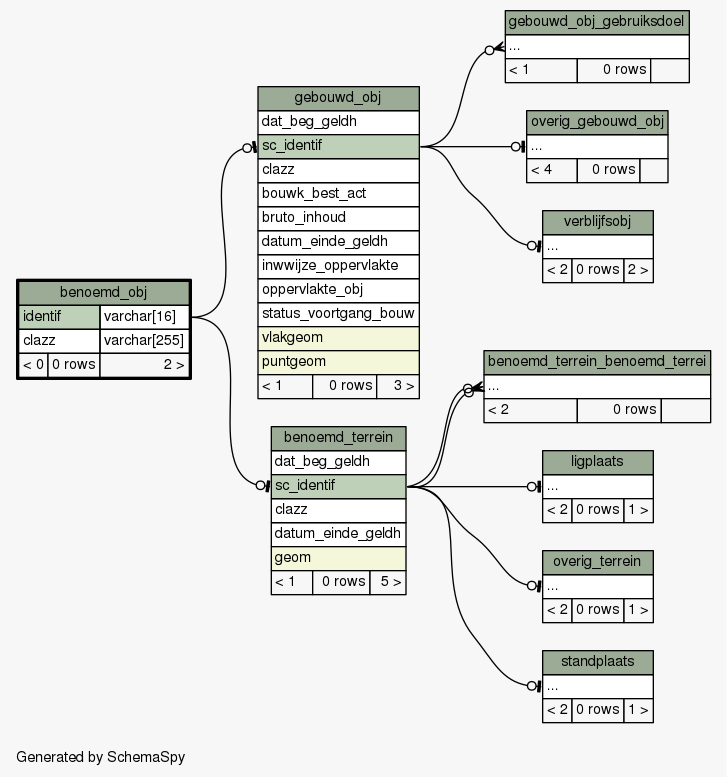 gebouwd_obj_gebruiksdoel
...
< 1 0 rows
gebouwd_obj
dat_beg_geldh
sc_identif
clazz
bouwk_best_act
bruto_inhoud
datum_einde_geldh
inwwijze_oppervlakte
oppervlakte_obj
status_voortgang_bouw
vlakgeom
puntgeom
< 1 0 rows 3 >
overig_gebouwd_obj
...
< 4 0 rows
verblijfsobj
...
< 2 0 rows 2 >
benoemd_obj
identif varchar[16]
clazz varchar[255]
< 0 0 rows 2 >
benoemd_terrein_benoemd_terrei
...
< 2 0 rows
benoemd_terrein
dat_beg_geldh
sc_identif
clazz
datum_einde_geldh
geom
< 1 0 rows 5 >
ligplaats
...
< 2 0 rows 1 >
overig_terrein
...
< 2 0 rows 1 >
standplaats
...
< 2 0 rows 1 >
Generated by SchemaSpy